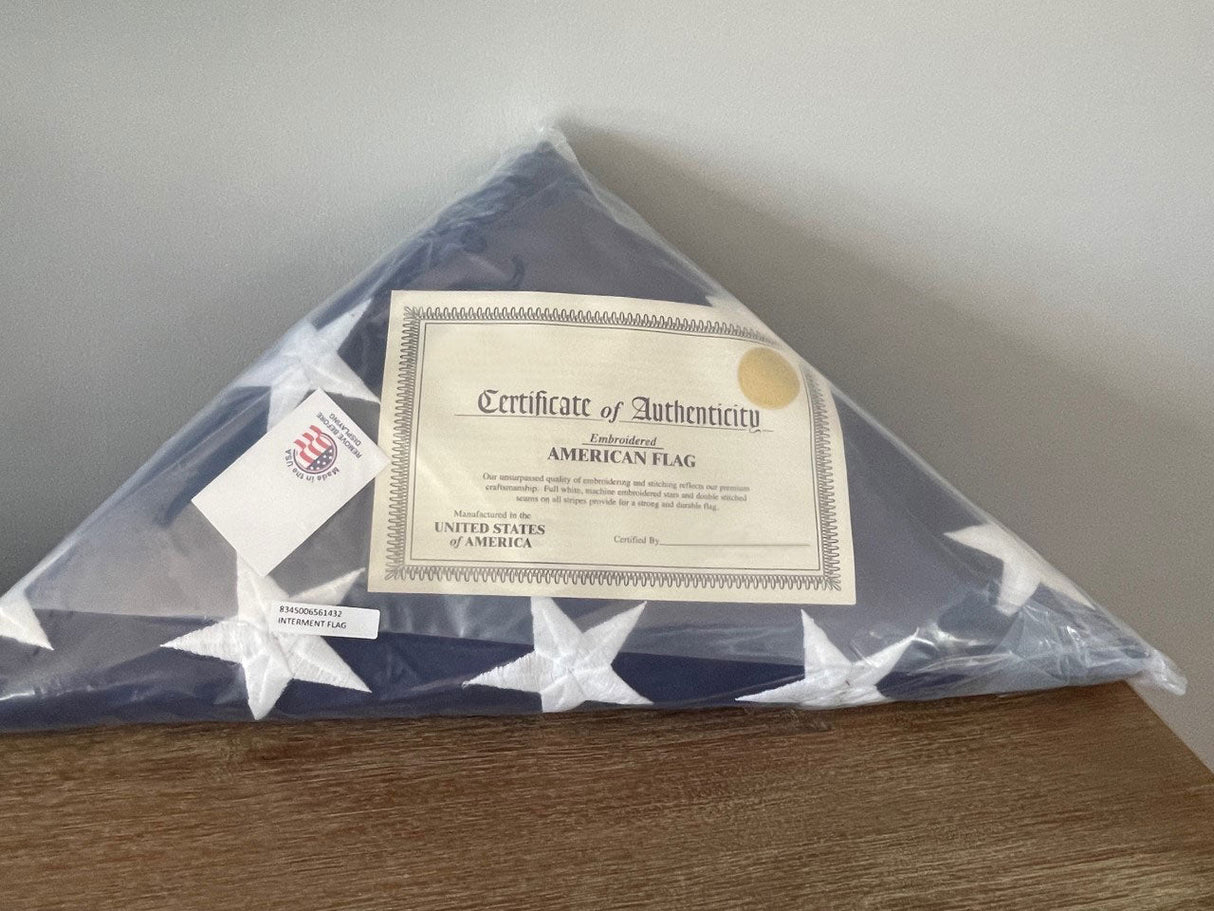 Certificate of Authenticity
Embroidered
AMERICAN FLAG
Our unsurpassed quality of embroidering and stitching reflects our premium
craftsmanship. Full white, machine embroidered stars and double stitched
seams on all stripes provide for a strong and durable flag.
Manufactured in the
UNITED STATES
of AMERICA
Certified By
REMOVE BEFORE
DISPLAYING
Made in the USA
8345006561432
INTERMENT FLAG